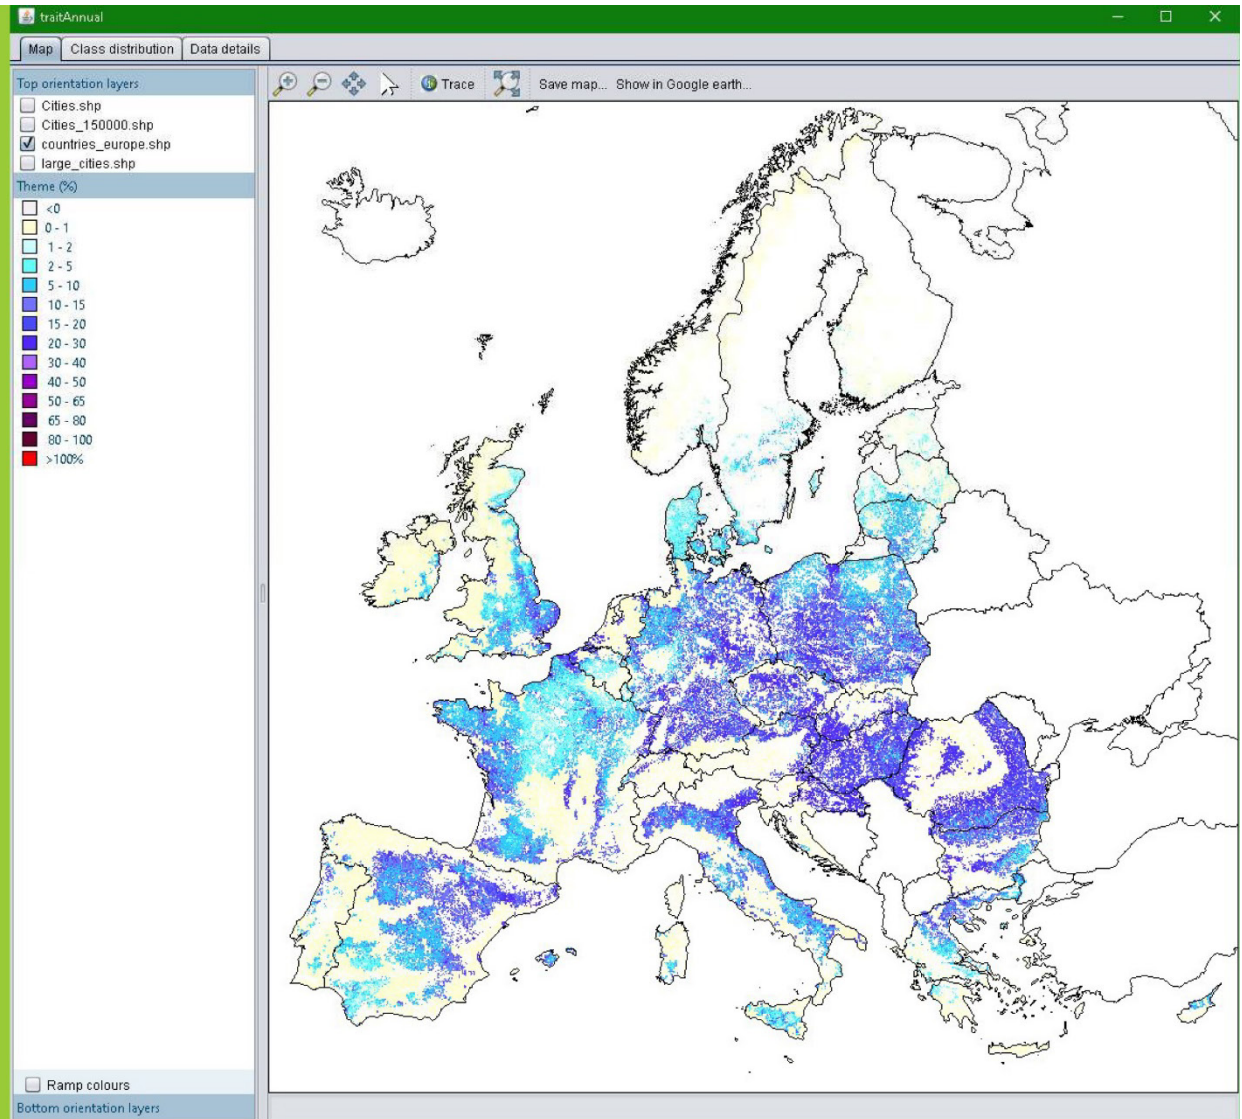 traitAnnual
Map Class distribution Data details
Top orientation layers
Cities.shp
Cities_150000.shp
countries_europe.shp
large_cities.shp
Theme (%)
<0
0 - 1
1 - 2
2 - 5
5 - 10
10 - 15
15 - 20
20 - 30
30 - 40
40 - 50
50 - 65
65 - 80
80 - 100
>100%
Ramp colours
Bottom orientation layers
Trace Save map... Show in Google earth...